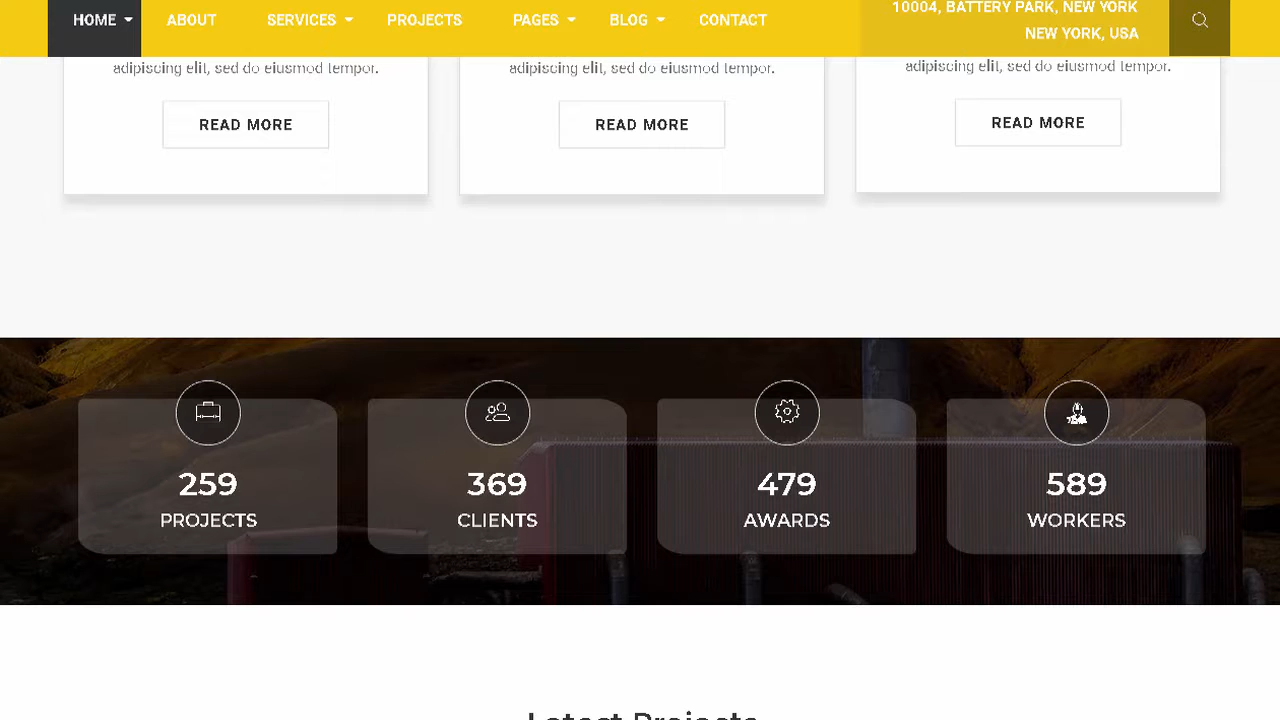 HOME ABOUT SERVICES PROJECTS PAGES BLOG CONTACT
10004, BATTERY PARK, NEW YORK
NEW YORK, USA
adipiscing elit, sed do eiusmod tempor. adipiscing elit, sed do eiusmod tempor. adipiscing elit, sed do eiusmod tempor.
READ MORE READ MORE READ MORE
259 369 479 589
PROJECTS CLIENTS AWARDS WORKERS
Latest Projects